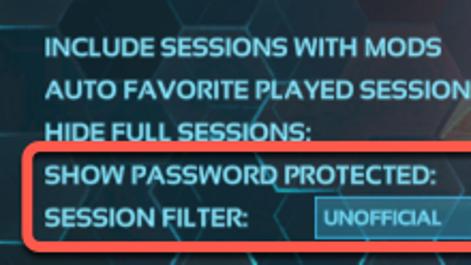 INCLUDE SESSIONS WITH MODS
AUTO FAVORITE PLAYED SESSION
HIDE FULL SESSIONS:
SHOW PASSWORD PROTECTED:
SESSION FILTER: UNOFFICIAL